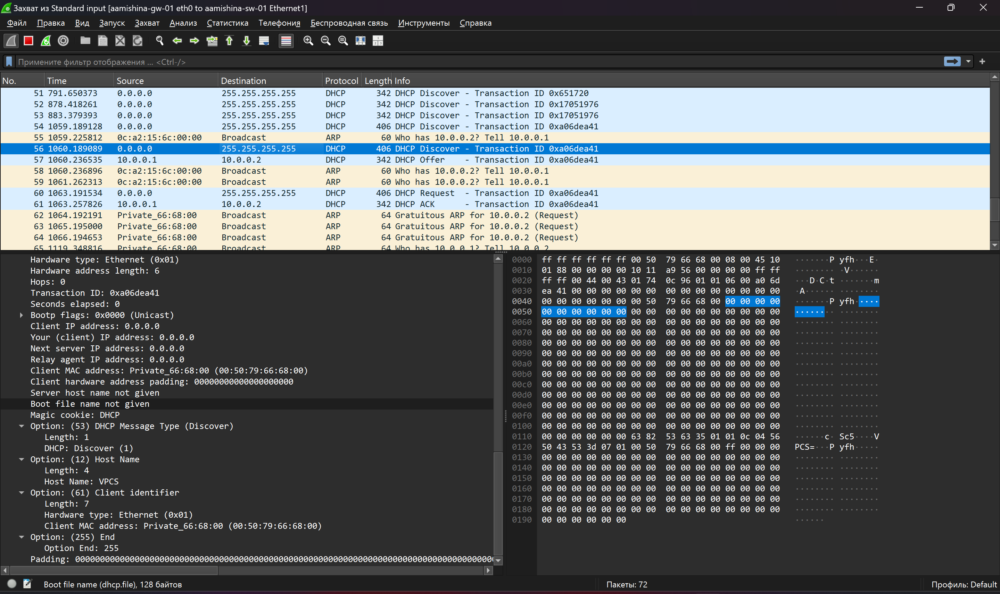 Захват из Standard input [aamishina-gw-01 eth0 to aamishina-sw-01 Ethernet1]
Файл Правка Вид Запуск Захват Анализ Статистика Телефония Беспроводная связь Инструменты Справка
Примените фильтр отображения ... <Ctrl-/>
No. Time Source Destination Protocol Length Info
51 791.650373 0.0.0.0 255.255.255.255 DHCP 342 DHCP Discover - Transaction ID 0x651720
52 878.418261 0.0.0.0 255.255.255.255 DHCP 342 DHCP Discover - Transaction ID 0x17051976
53 883.379393 0.0.0.0 255.255.255.255 DHCP 342 DHCP Discover - Transaction ID 0x17051976
54 1059.189128 0.0.0.0 255.255.255.255 DHCP 406 DHCP Discover - Transaction ID 0xa06dea41
55 1059.225812 0c:a2:15:6c:00:00 Broadcast ARP 60 Who has 10.0.0.2? Tell 10.0.0.1
56 1060.189089 0.0.0.0 255.255.255.255 DHCP 406 DHCP Discover - Transaction ID 0xa06dea41
57 1060.236535 10.0.0.1 10.0.0.2 DHCP 342 DHCP Offer - Transaction ID 0xa06dea41
58 1060.236896 0c:a2:15:6c:00:00 Broadcast ARP 60 Who has 10.0.0.2? Tell 10.0.0.1
59 1061.262313 0c:a2:15:6c:00:00 Broadcast ARP 60 Who has 10.0.0.2? Tell 10.0.0.1
60 1063.191534 0.0.0.0 255.255.255.255 DHCP 406 DHCP Request - Transaction ID 0xa06dea41
61 1063.257826 10.0.0.1 10.0.0.2 DHCP 342 DHCP ACK - Transaction ID 0xa06dea41
62 1064.192191 Private_66:68:00 Broadcast ARP 64 Gratuitous ARP for 10.0.0.2 (Request)
63 1065.195000 Private_66:68:00 Broadcast ARP 64 Gratuitous ARP for 10.0.0.2 (Request)
64 1066.194653 Private_66:68:00 Broadcast ARP 64 Gratuitous ARP for 10.0.0.2 (Request)
65 1119.348816 Private_66:68:00 Broadcast ARP 64 Who has 10.0.0.1? Tell 10.0.0.2
Hardware type: Ethernet (0x01)
Hardware address length: 6
Hops: 0
Transaction ID: 0xa06dea41
Seconds elapsed: 0
Bootp flags: 0x0000 (Unicast)
Client IP address: 0.0.0.0
Your (client) IP address: 0.0.0.0
Next server IP address: 0.0.0.0
Relay agent IP address: 0.0.0.0
Client MAC address: Private_66:68:00 (00:50:79:66:68:00)
Client hardware address padding: 00000000000000000000
Server host name not given
Boot file name not given
Magic cookie: DHCP
Option: (53) DHCP Message Type (Discover)
Length: 1
DHCP: Discover (1)
Option: (12) Host Name
Length: 4
Host Name: VPCS
Option: (61) Client identifier
Length: 7
Hardware type: Ethernet (0x01)
Client MAC address: Private_66:68:00 (00:50:79:66:68:00)
Option: (255) End
Option End: 255
Padding: 000000000000000000000000000000000000000000000000000000000000000000000000000000000000
0000 ff ff ff ff ff ff 00 50 79 66 68 00 08 00 45 10 ·······P yfh···E·
0010 01 88 00 00 00 00 10 11 a9 56 00 00 00 00 ff ff ········ ·V······
0020 ff ff 00 44 00 43 01 74 0c 96 01 01 06 00 a0 6d ···D·C·t ·······m
0030 ea 41 00 00 00 00 00 00 00 00 00 00 00 00 00 00 ·A······ ········
0040 00 00 00 00 00 00 00 50 79 66 68 00 00 00 00 00 ·······P yfh·····
0050 00 00 00 00 00 00 00 00 00 00 00 00 00 00 00 00 ········ ········
0060 00 00 00 00 00 00 00 00 00 00 00 00 00 00 00 00 ········ ········
0070 00 00 00 00 00 00 00 00 00 00 00 00 00 00 00 00 ········ ········
0080 00 00 00 00 00 00 00 00 00 00 00 00 00 00 00 00 ········ ········
0090 00 00 00 00 00 00 00 00 00 00 00 00 00 00 00 00 ········ ········
00a0 00 00 00 00 00 00 00 00 00 00 00 00 00 00 00 00 ········ ········
00b0 00 00 00 00 00 00 00 00 00 00 00 00 00 00 00 00 ········ ········
00c0 00 00 00 00 00 00 00 00 00 00 00 00 00 00 00 00 ········ ········
00d0 00 00 00 00 00 00 00 00 00 00 00 00 00 00 00 00 ········ ········
00e0 00 00 00 00 00 00 00 00 00 00 00 00 00 00 00 00 ········ ········
00f0 00 00 00 00 00 00 00 00 00 00 00 00 00 00 00 00 ········ ········
0100 00 00 00 00 00 00 00 00 00 00 00 00 00 00 00 00 ········ ········
0110 00 00 00 00 00 00 63 82 53 63 35 01 01 0c 04 56 ······c· Sc5····V
0120 50 43 53 3d 07 01 00 50 79 66 68 00 ff 00 00 00 PCS=···P yfh·····
0130 00 00 00 00 00 00 00 00 00 00 00 00 00 00 00 00 ········ ········
0140 00 00 00 00 00 00 00 00 00 00 00 00 00 00 00 00 ········ ········
0150 00 00 00 00 00 00 00 00 00 00 00 00 00 00 00 00 ········ ········
0160 00 00 00 00 00 00 00 00 00 00 00 00 00 00 00 00 ········ ········
0170 00 00 00 00 00 00 00 00 00 00 00 00 00 00 00 00 ········ ········
0180 00 00 00 00 00 00 00 00 00 00 00 00 00 00 00 00 ········ ········
0190 00 00 00 00 00 00 ······
Boot file name (dhcp.file), 128 байтов Пакеты: 72 Профиль: Default